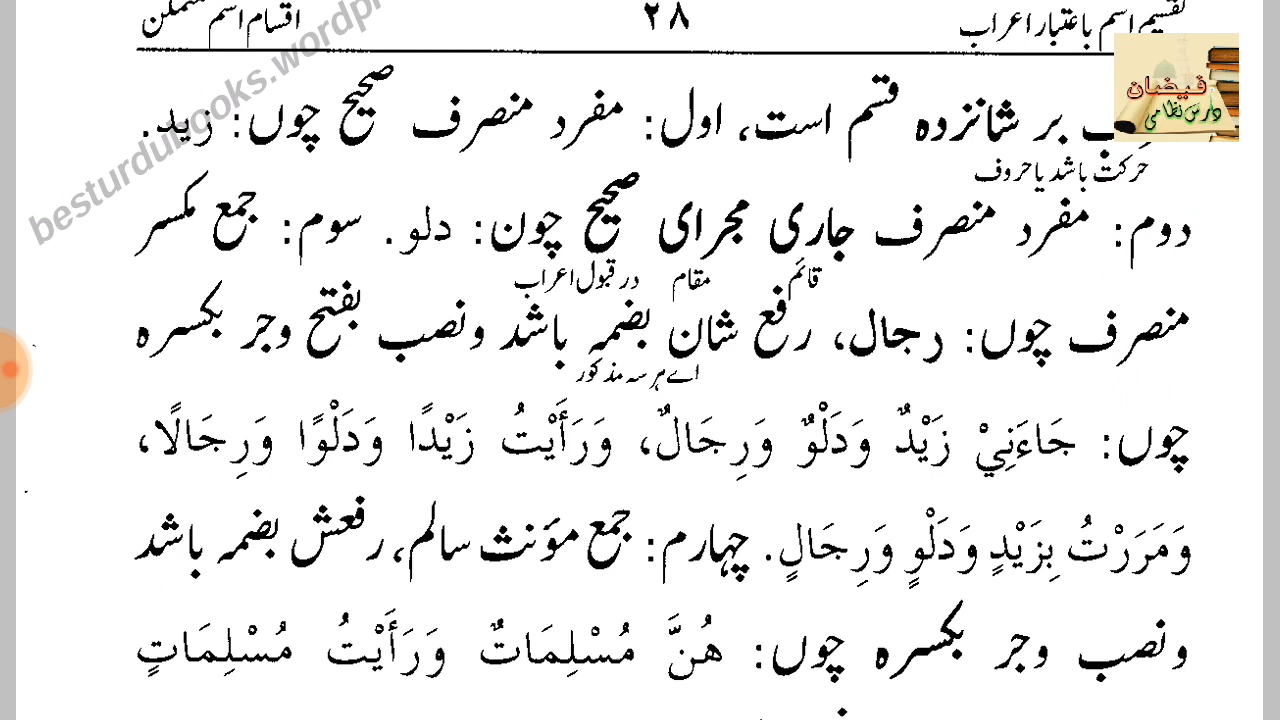 تقسیم اسم باعتبار اعراب ۲۸ اقسام اسم متمکن
بر شانزدہ قسم است، اول: مفرد منصرف صحیح چوں: زید.
حرکت باشد یا حروف
دوم: مفرد منصرف جاری مجرای صحیح چون: دلو. سوم: جمع مکسر
قائم مقام در قبول اعراب
منصرف چوں: رجال، رفع شان بضمہ باشد ونصب بفتح وجر بکسرہ
اے ہر سہ مذکور
چوں: جَاءَنِيْ زَيْدٌ وَدَلْوٌ وَرِجَالٌ، وَرَأَيْتُ زَيْدًا وَدَلْوًا وَرِجَالًا،
وَمَرَرْتُ بِزَيْدٍ وَدَلْوٍ وَرِجَالٍ. چہارم: جمع مؤنث سالم، رفعش بضمہ باشد
ونصب وجر بکسرہ چوں: هُنَّ مُسْلِمَاتٌ وَرَأَيْتُ مُسْلِمَاتٍ
فیضان
درس نظامی
besturdubooks.wordpr